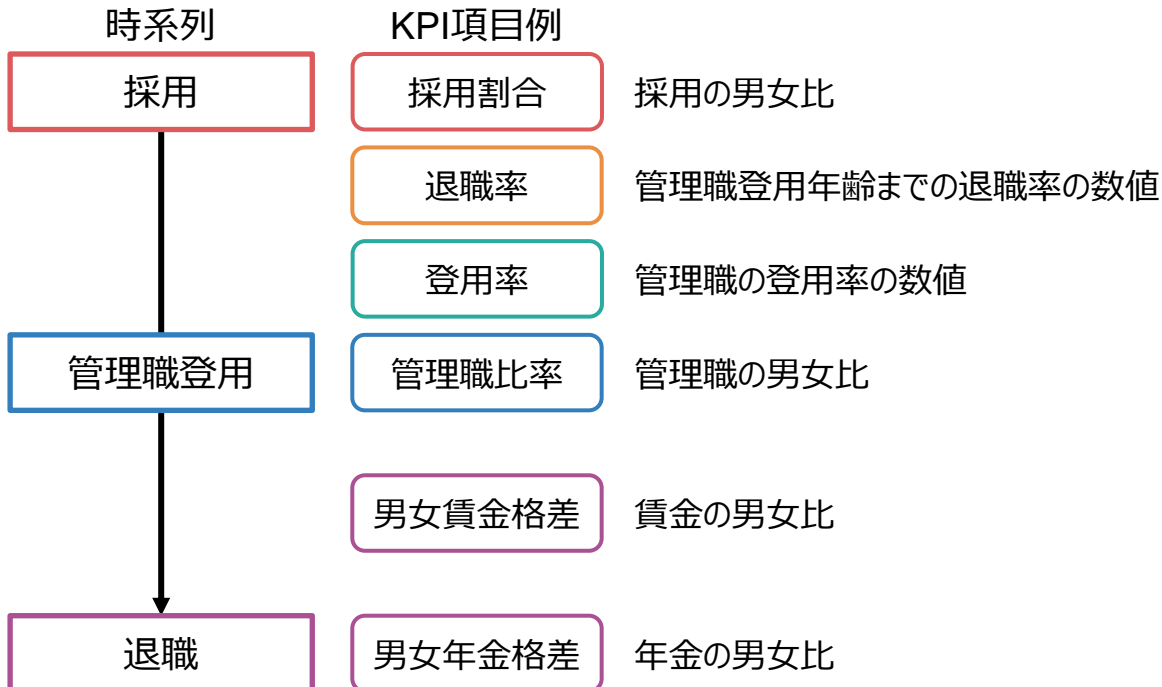 時系列 KPI項目例
採用 採用割合 採用の男女比
退職率 管理職登用年齢までの退職率の数値
登用率 管理職の登用率の数値
管理職登用 管理職比率 管理職の男女比
男女賃金格差 賃金の男女比
退職 男女年金格差 年金の男女比